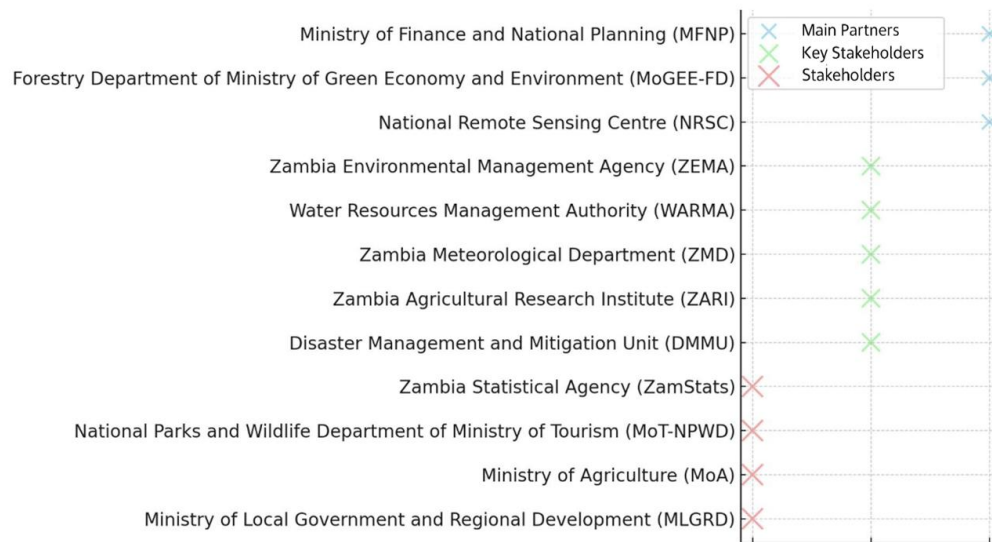 Ministry of Finance and National Planning (MFNP)
Main Partners
Key Stakeholders
Stakeholders
Forestry Department of Ministry of Green Economy and Environment (MoGEE-FD)
National Remote Sensing Centre (NRSC)
Zambia Environmental Management Agency (ZEMA)
Water Resources Management Authority (WARMA)
Zambia Meteorological Department (ZMD)
Zambia Agricultural Research Institute (ZARI)
Disaster Management and Mitigation Unit (DMMU)
Zambia Statistical Agency (ZamStats)
National Parks and Wildlife Department of Ministry of Tourism (MoT-NPWD)
Ministry of Agriculture (MoA)
Ministry of Local Government and Regional Development (MLGRD)